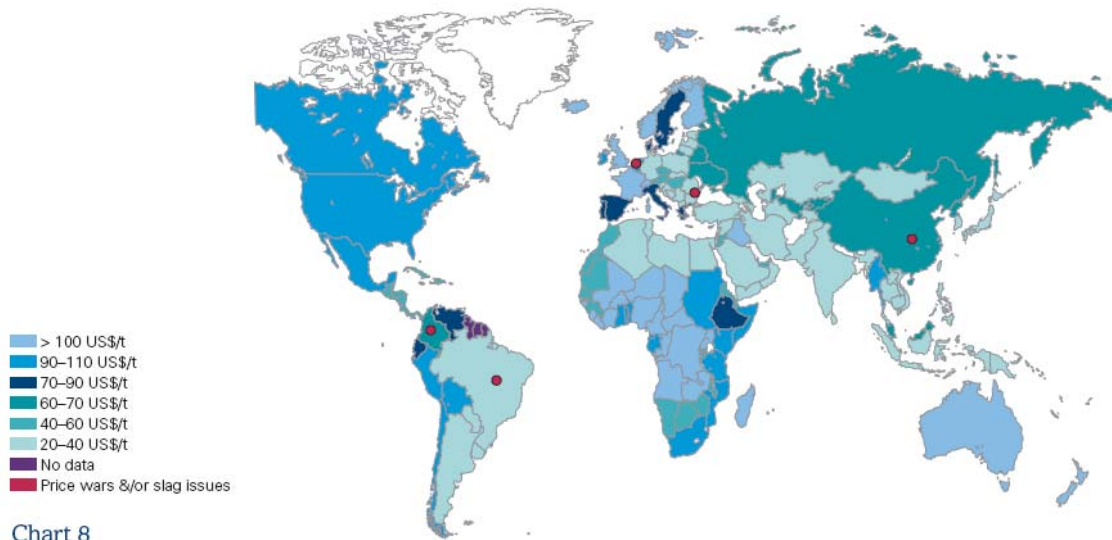 > 100 US$/t
90–110 US$/t
70–90 US$/t
60–70 US$/t
40–60 US$/t
20–40 US$/t
No data
Price wars &/or slag issues
Chart 8